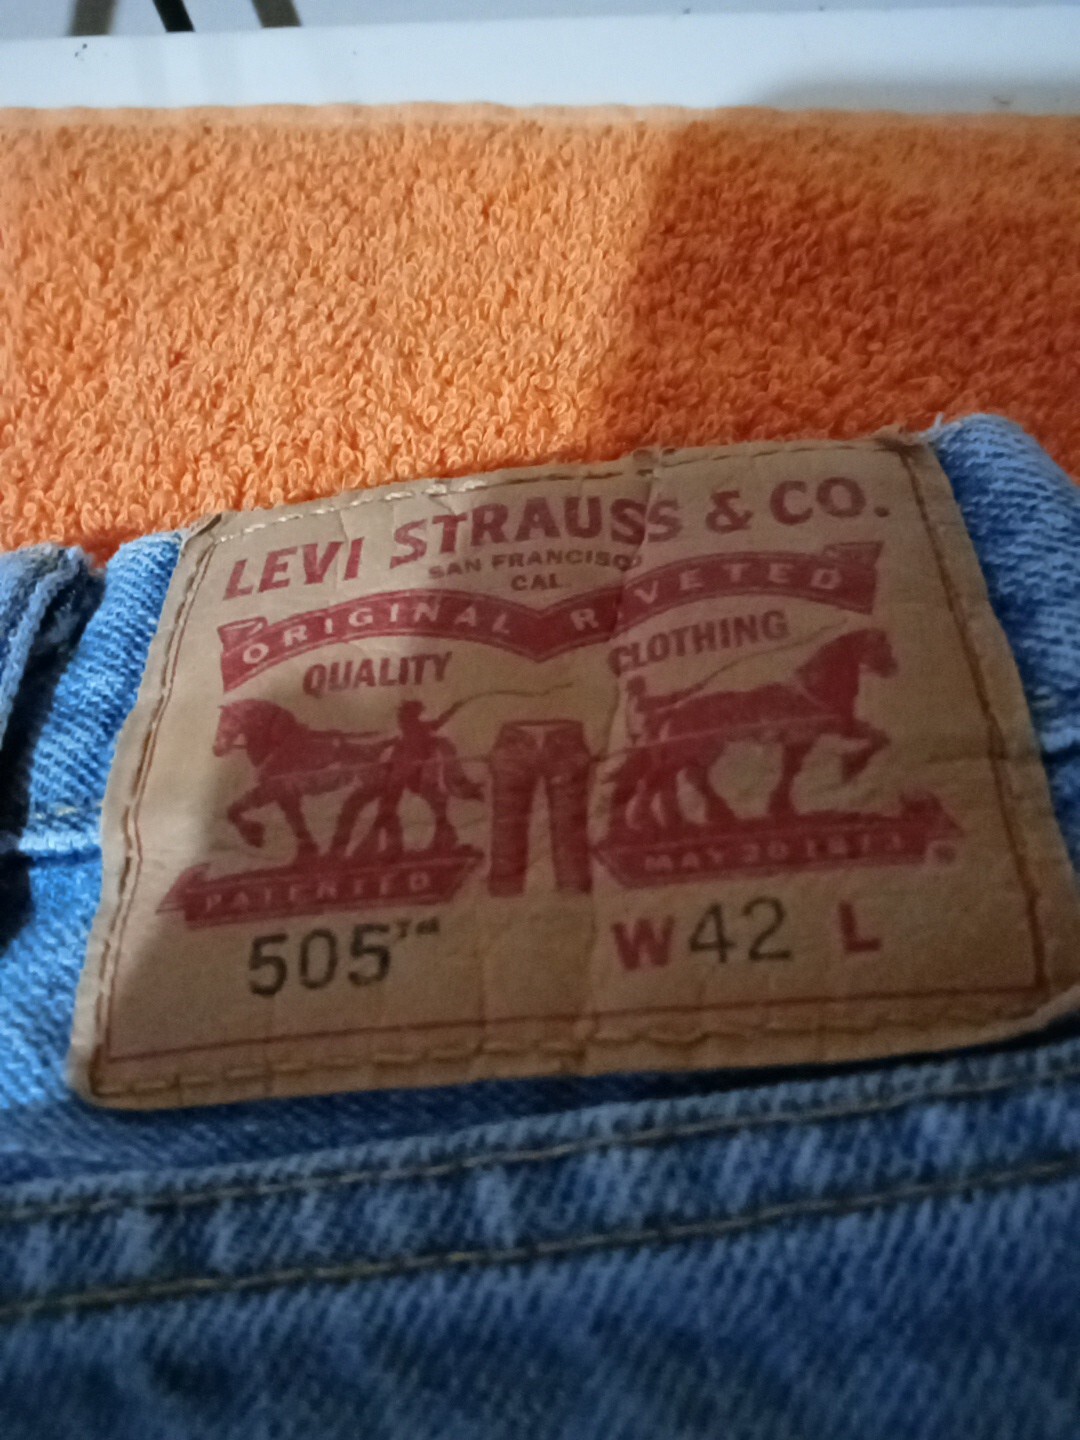 LEVI STRAUSS & CO.
SAN FRANCISCO
CAL
ORIGINAL RIVETED
QUALITY CLOTHING
PATENTED MAY 20 1873
505™ W42 L